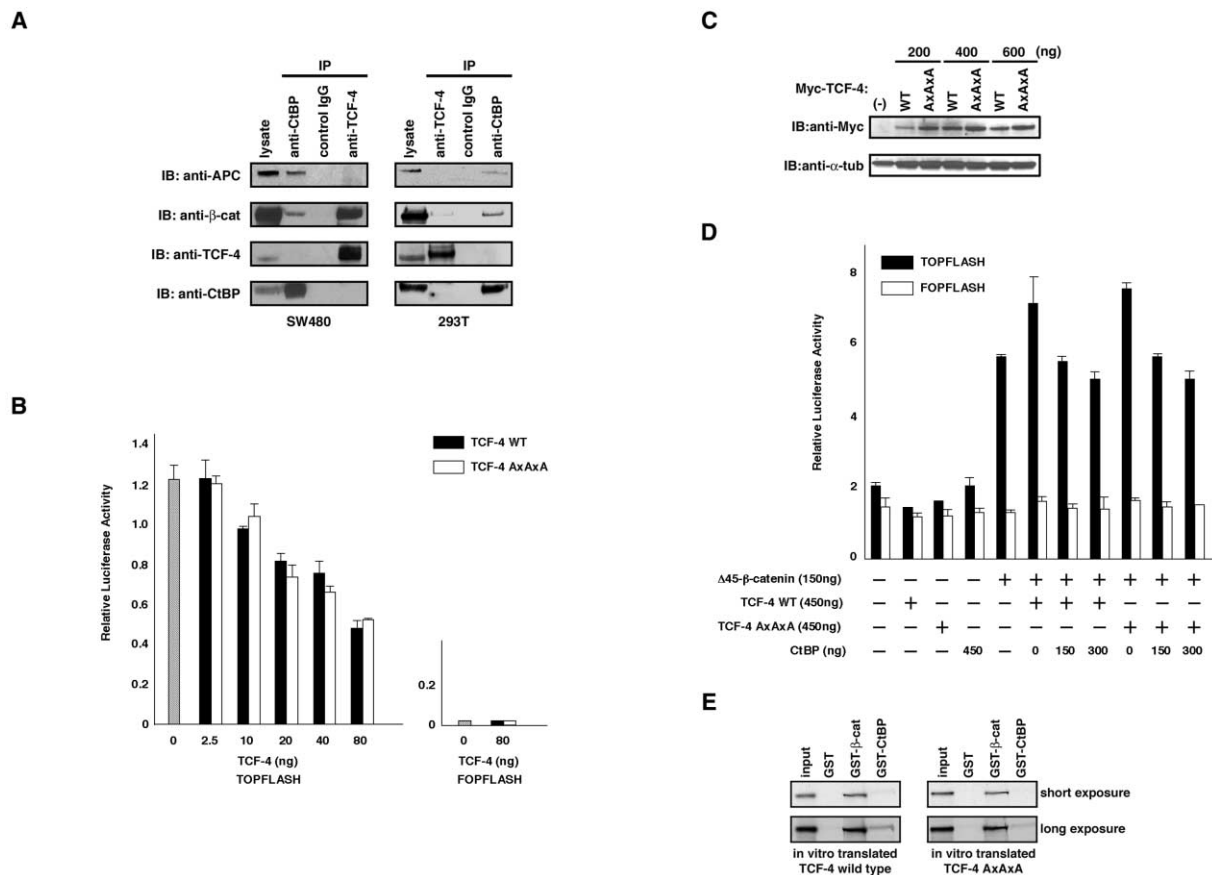 A
IP
lysate
anti-CtBP
control IgG
anti-TCF-4
IP
lysate
anti-TCF-4
control IgG
anti-CtBP
IB: anti-APC
IB: anti-β-cat
IB: anti-TCF-4
IB: anti-CtBP
SW480
293T
B
Relative Luciferase Activity
1.4
1.2
1.0
0.8
0.6
0.4
0.2
0
TCF-4 WT
TCF-4 AxAxA
0 2.5 10 20 40 80
TCF-4 (ng)
TOPFLASH
0.2
0
0 80
TCF-4 (ng)
FOPFLASH
C
200 400 600 (ng)
Myc-TCF-4:
(-) WT AxAxA WT AxAxA WT AxAxA
IB:anti-Myc
IB:anti-α-tub
D
Relative Luciferase Activity
8
6
4
2
0
TOPFLASH
FOPFLASH
Δ45-β-catenin (150ng) — — — — + + + + + + +
TCF-4 WT (450ng) — + — — — + + + — — —
TCF-4 AxAxA (450ng) — — + — — — — — + + +
CtBP (ng) — — — 450 — 0 150 300 0 150 300
E
input
GST
GST-β-cat
GST-CtBP
input
GST
GST-β-cat
GST-CtBP
short exposure
long exposure
in vitro translated
TCF-4 wild type
in vitro translated
TCF-4 AxAxA